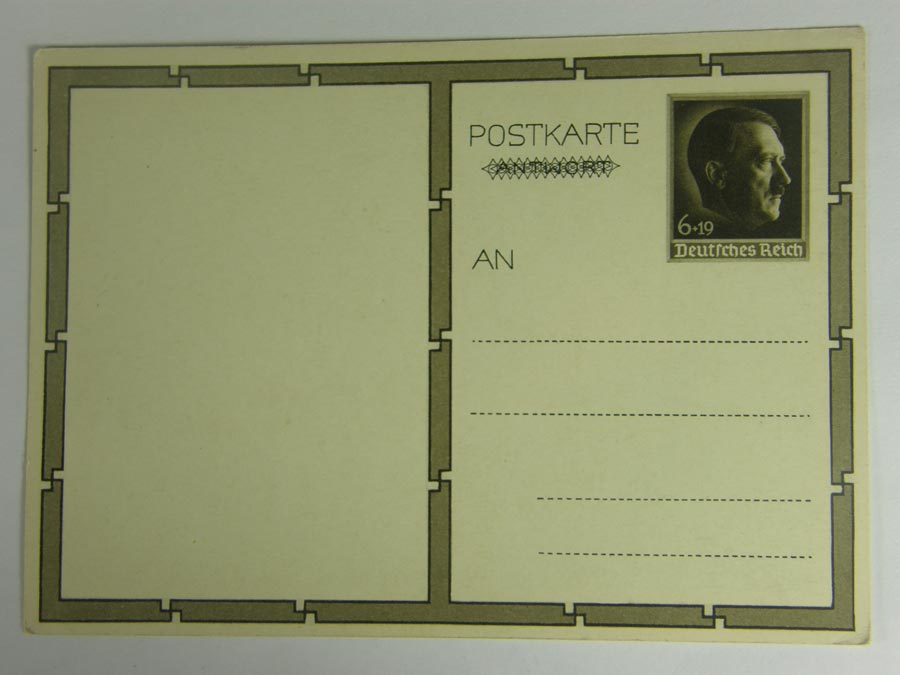 POSTKARTE
ANTWORT
AN
6+19
Deutsches Reich